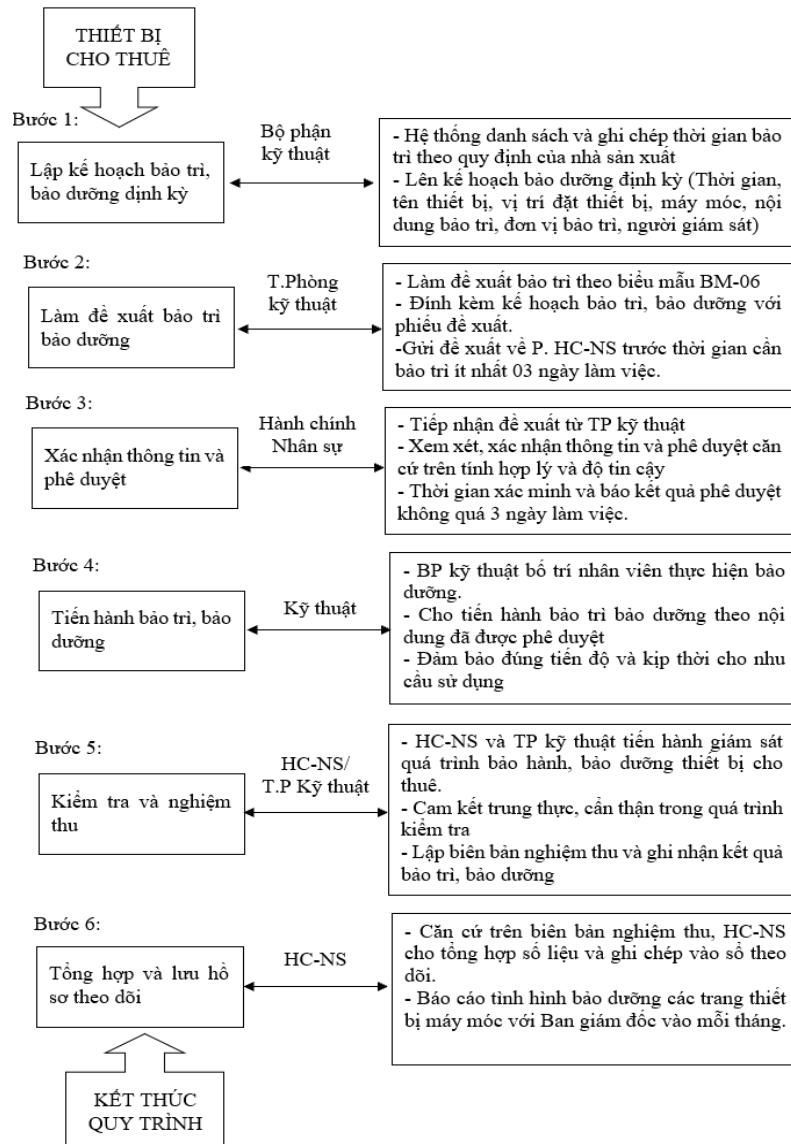 THIẾT BỊ
CHO THUÊ
Bước 1:
Lập kế hoạch bảo trì,
bảo dưỡng dịnh kỳ
Bộ phận
kỹ thuật
- Hệ thống danh sách và ghi chép thời gian bảo
trì theo quy định của nhà sản xuất
- Lên kế hoạch bảo dưỡng định kỳ (Thời gian,
tên thiết bị, vị trí đặt thiết bị, máy móc, nội
dung bảo trì, đơn vị bảo trì, người giám sát)
Bước 2:
Làm đề xuất bảo trì
bảo dưỡng
T.Phòng
kỹ thuật
- Làm đề xuất bảo trì theo biểu mẫu BM-06
- Đính kèm kế hoạch bảo trì, bảo dưỡng với
phiếu đề xuất.
-Gửi đề xuất về P. HC-NS trước thời gian cần
bảo trì ít nhất 03 ngày làm việc.
Bước 3:
Xác nhận thông tin và
phê duyệt
Hành chính
Nhân sự
- Tiếp nhận đề xuất từ TP kỹ thuật
- Xem xét, xác nhận thông tin và phê duyệt căn
cứ trên tính hợp lý và độ tin cậy
- Thời gian xác minh và báo kết quả phê duyệt
không quá 3 ngày làm việc.
Bước 4:
Tiến hành bảo trì, bảo
dưỡng
Kỹ thuật
- BP kỹ thuật bố trí nhân viên thực hiện bảo
dưỡng.
- Cho tiến hành bảo trì bảo dưỡng theo nội
dung đã được phê duyệt
- Đảm bảo đúng tiến độ và kịp thời cho nhu
cầu sử dụng
Bước 5:
Kiểm tra và nghiệm
thu
HC-NS/
T.P Kỹ thuật
- HC-NS và TP kỹ thuật tiến hành giám sát
quá trình bảo hành, bảo dưỡng thiết bị cho
thuê.
- Cam kết trung thực, cẩn thận trong quá trình
kiểm tra
- Lập biên bản nghiệm thu và ghi nhận kết quả
bảo trì, bảo dưỡng
Bước 6:
Tổng hợp và lưu hồ
sơ theo dõi
HC-NS
- Căn cứ trên biên bản nghiệm thu, HC-NS
cho tổng hợp số liệu và ghi chép vào sổ theo
dõi.
- Báo cáo tình hình bảo dưỡng các trang thiết
bị máy móc với Ban giám đốc vào mỗi tháng.
KẾT THÚC
QUY TRÌNH